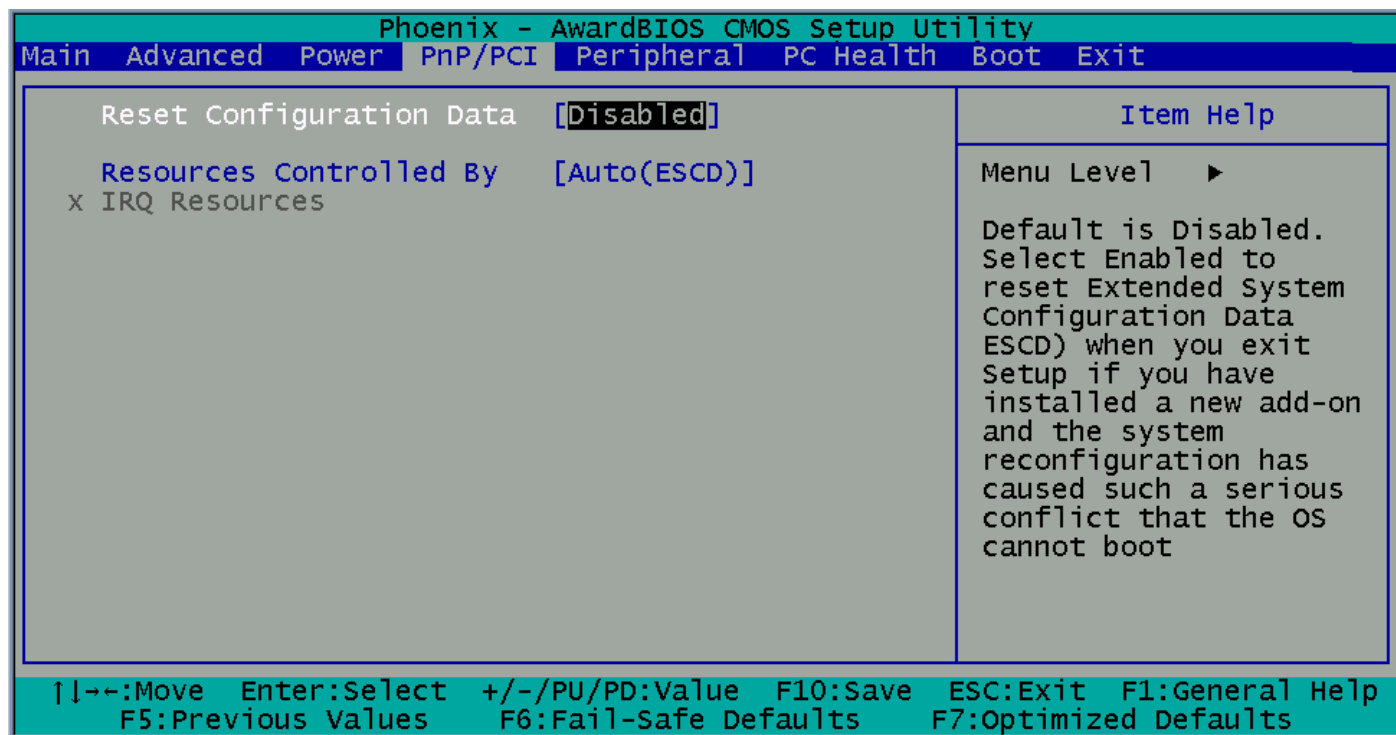 Phoenix - AwardBIOS CMOS Setup Utility
Main Advanced Power PnP/PCI Peripheral PC Health Boot Exit
Reset Configuration Data [Disabled]
Resources Controlled By [Auto(ESCD)]
x IRQ Resources
Item Help
Menu Level ▶
Default is Disabled.
Select Enabled to
reset Extended System
Configuration Data
ESCD) when you exit
Setup if you have
installed a new add-on
and the system
reconfiguration has
caused such a serious
conflict that the OS
cannot boot
↑↓→←:Move Enter:Select +/-/PU/PD:Value F10:Save ESC:Exit F1:General Help
F5:Previous Values F6:Fail-Safe Defaults F7:Optimized Defaults